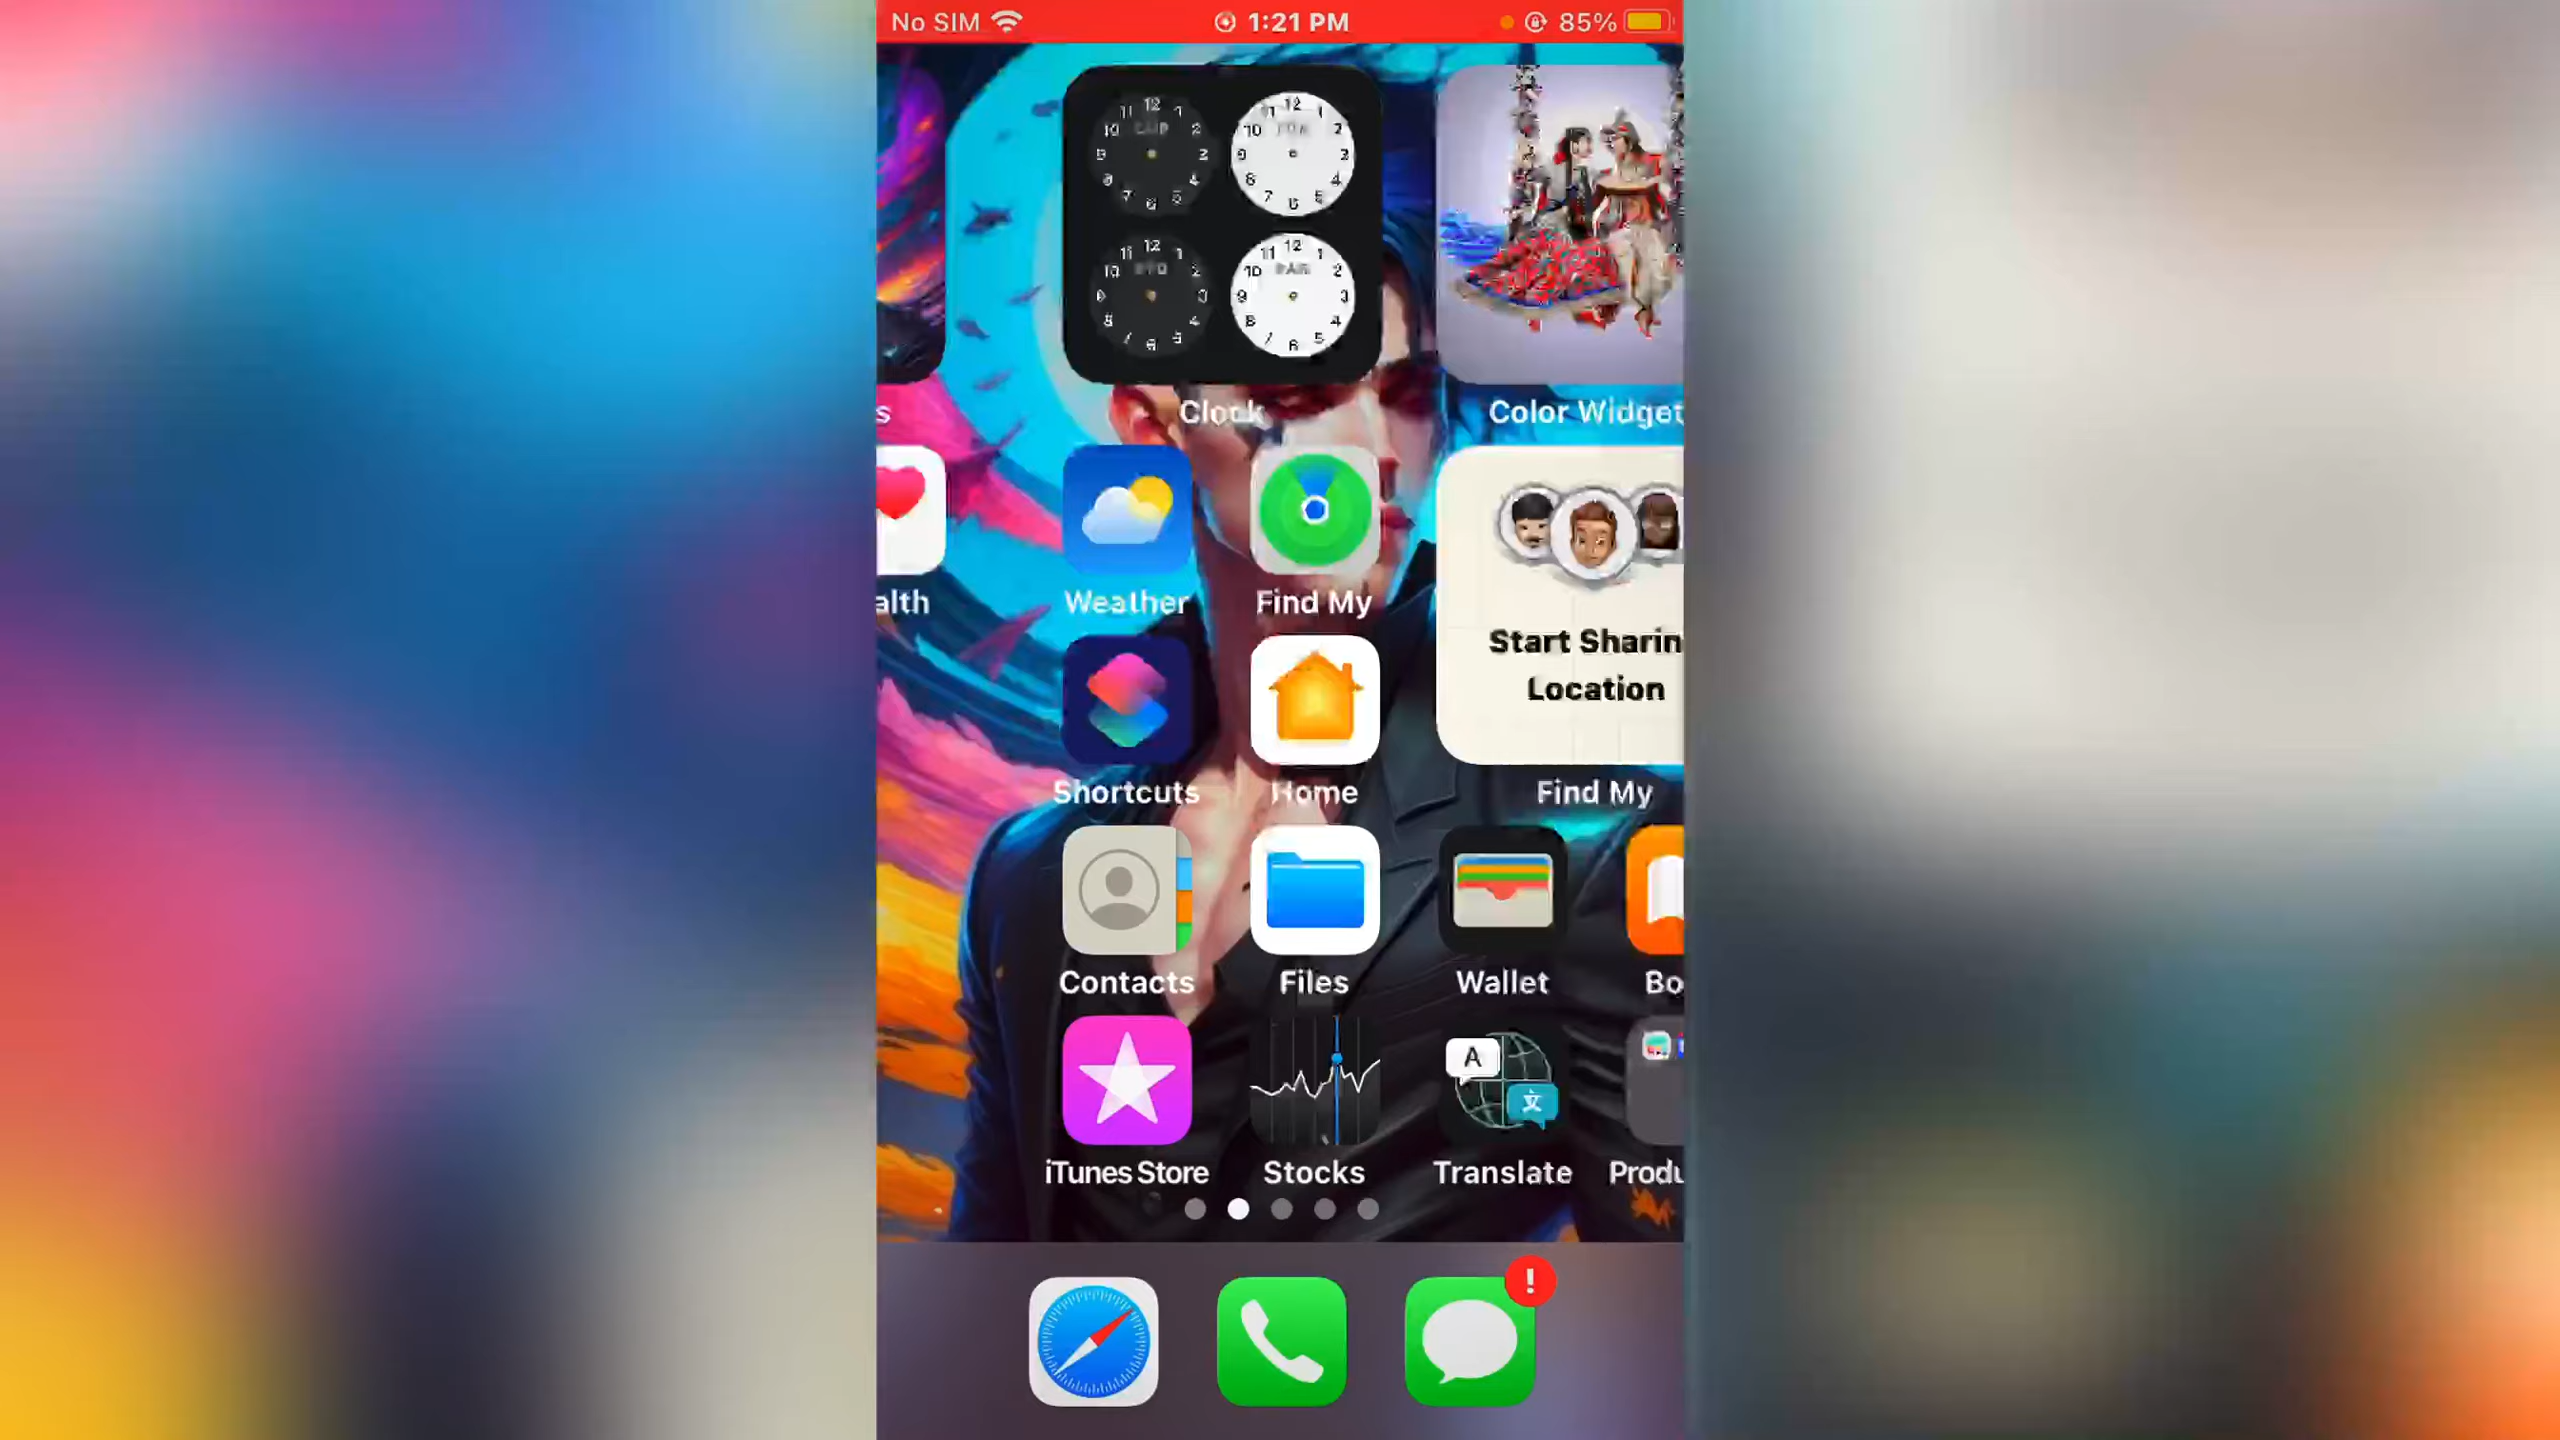 No SIM 1:21 PM 85%
s Clock Color Widget
alth Weather Find My
Start Sharin
Location
Shortcuts Home Find My
Contacts Files Wallet Bo
A 文
iTunes Store Stocks Translate Produ
!